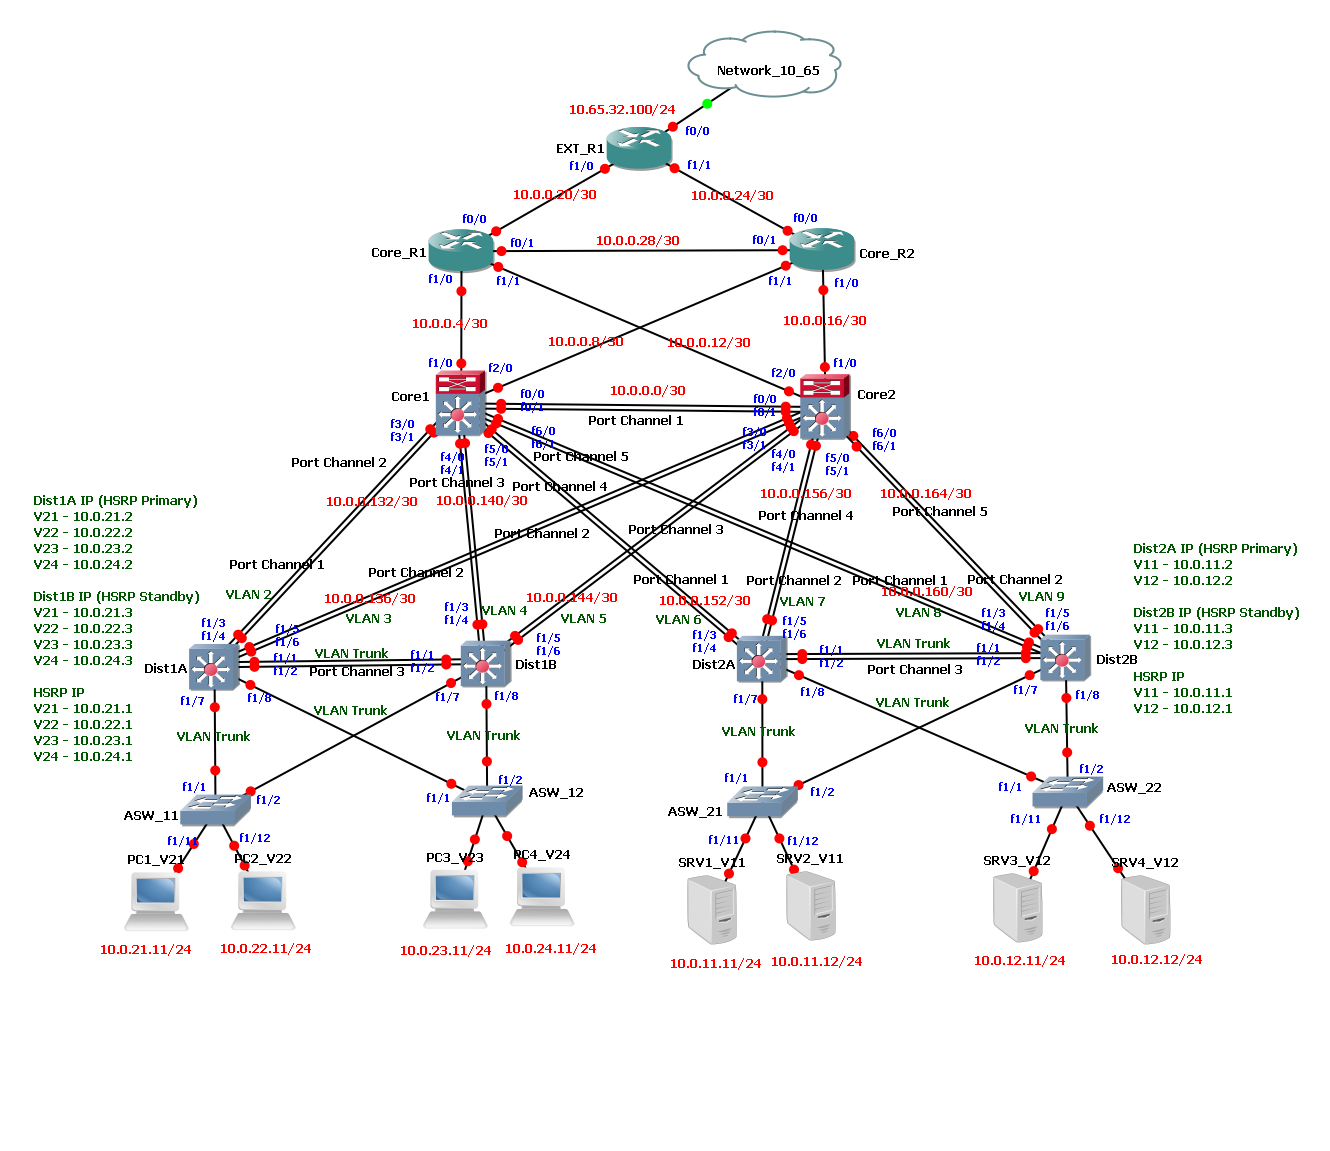 Network_10_65
10.65.32.100/24
f0/0
EXT_R1
f1/0
f1/1
10.0.0.20/30
10.0.0.24/30
f0/0
f0/0
Core_R1
f0/1
10.0.0.28/30
f0/1
Core_R2
f1/0
f1/1
f1/1
f1/0
10.0.0.4/30
10.0.0.8/30
10.0.0.12/30
10.0.0.16/30
f1/0
f2/0
f2/0
f1/0
Core1
f0/0
f0/1
10.0.0.0/30
Port Channel 1
f0/0
f0/1
Core2
f3/0
f3/1
f4/0
f4/1
f5/0
f5/1
f6/0
f6/1
f3/0
f3/1
f4/0
f4/1
f5/0
f5/1
f6/0
f6/1
Port Channel 2
Port Channel 3
Port Channel 4
Port Channel 5
Port Channel 4
Port Channel 5
10.0.0.132/30
10.0.0.140/30
10.0.0.156/30
10.0.0.164/30
Port Channel 2
Port Channel 3
Dist1A IP (HSRP Primary)
V21 - 10.0.21.2
V22 - 10.0.22.2
V23 - 10.0.23.2
V24 - 10.0.24.2
Dist1B IP (HSRP Standby)
V21 - 10.0.21.3
V22 - 10.0.22.3
V23 - 10.0.23.3
V24 - 10.0.24.3
HSRP IP
V21 - 10.0.21.1
V22 - 10.0.22.1
V23 - 10.0.23.1
V24 - 10.0.24.1
Dist2A IP (HSRP Primary)
V11 - 10.0.11.2
V12 - 10.0.12.2
Dist2B IP (HSRP Standby)
V11 - 10.0.11.3
V12 - 10.0.12.3
HSRP IP
V11 - 10.0.11.1
V12 - 10.0.12.1
Port Channel 1
Port Channel 2
Port Channel 1
Port Channel 2
Port Channel 1
Port Channel 2
10.0.0.136/30
10.0.0.144/30
10.0.0.152/30
10.0.0.160/30
VLAN 2
VLAN 3
VLAN 4
VLAN 5
VLAN 6
VLAN 7
VLAN 8
VLAN 9
f1/3
f1/4
f1/5
f1/6
f1/3
f1/4
f1/5
f1/6
f1/3
f1/4
f1/5
f1/6
f1/3
f1/4
f1/5
f1/6
Dist1A
f1/1
f1/2
VLAN Trunk
Port Channel 3
f1/1
f1/2
Dist1B
Dist2A
f1/1
f1/2
VLAN Trunk
Port Channel 3
f1/1
f1/2
Dist2B
f1/7
f1/8
f1/7
f1/8
f1/7
f1/8
f1/7
f1/8
VLAN Trunk
VLAN Trunk
VLAN Trunk
VLAN Trunk
VLAN Trunk
VLAN Trunk
f1/1
f1/2
ASW_11
f1/1
f1/2
ASW_12
f1/1
f1/2
ASW_21
f1/1
f1/2
ASW_22
f1/11
f1/12
f1/11
f1/12
f1/11
f1/12
PC1_V21
PC2_V22
PC3_V23
PC4_V24
SRV1_V11
SRV2_V11
SRV3_V12
SRV4_V12
10.0.21.11/24
10.0.22.11/24
10.0.23.11/24
10.0.24.11/24
10.0.11.11/24
10.0.11.12/24
10.0.12.11/24
10.0.12.12/24